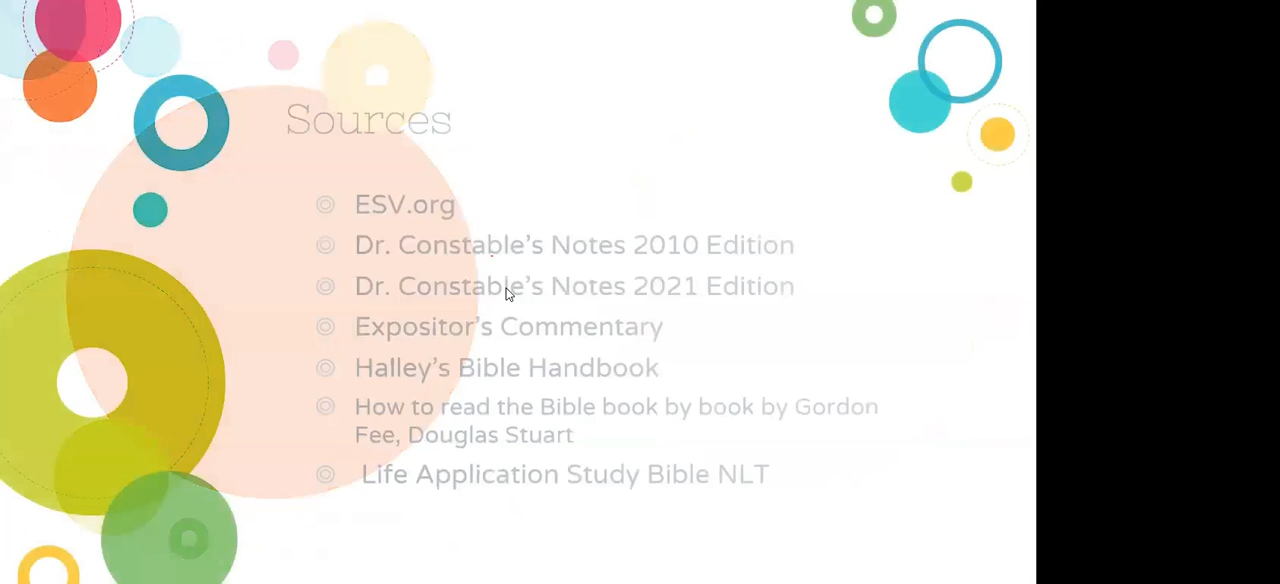 Sources
ESV.org
Dr. Constable’s Notes 2010 Edition
Dr. Constable’s Notes 2021 Edition
Expositor’s Commentary
Halley’s Bible Handbook
How to read the Bible book by book by Gordon
Fee, Douglas Stuart
Life Application Study Bible NLT